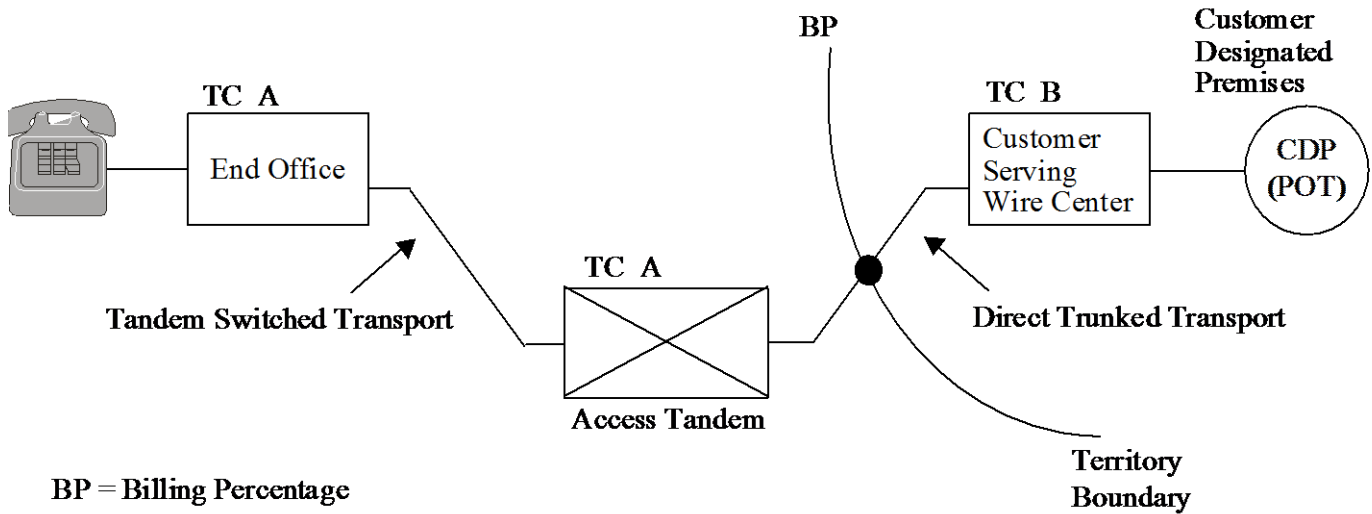 BP
Customer
Designated
Premises
TC A
TC B
End Office
Customer
Serving
Wire Center
CDP
(POT)
TC A
Tandem Switched Transport
Direct Trunked Transport
Access Tandem
Territory
Boundary
BP = Billing Percentage